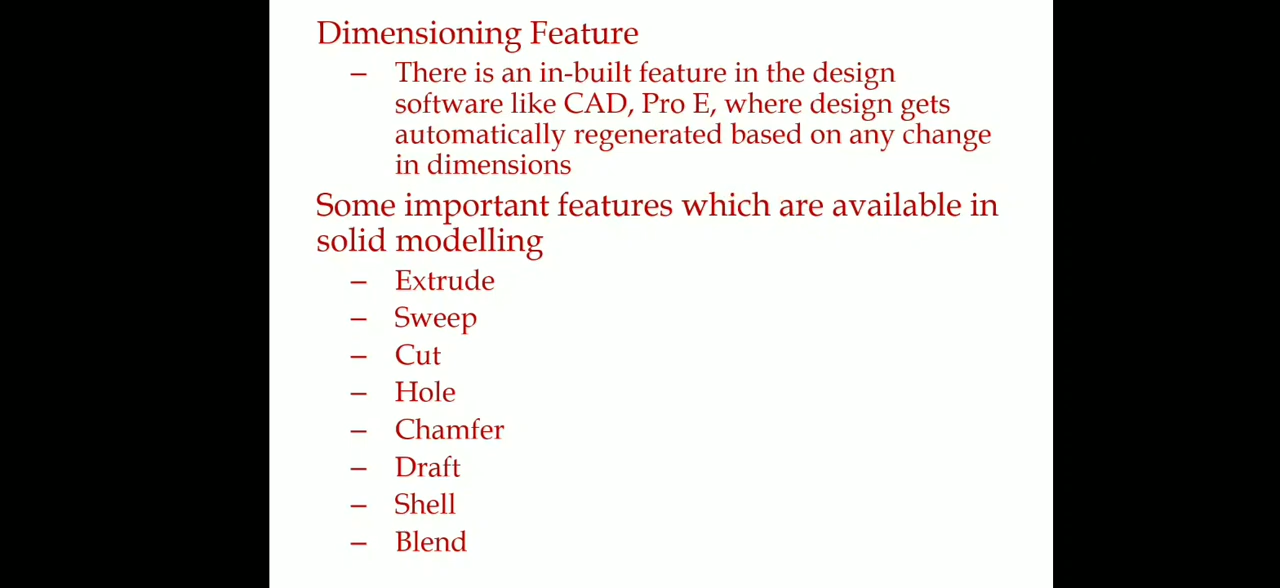 Dimensioning Feature
– There is an in-built feature in the design
software like CAD, Pro E, where design gets
automatically regenerated based on any change
in dimensions
Some important features which are available in
solid modelling
– Extrude
– Sweep
– Cut
– Hole
– Chamfer
– Draft
– Shell
– Blend